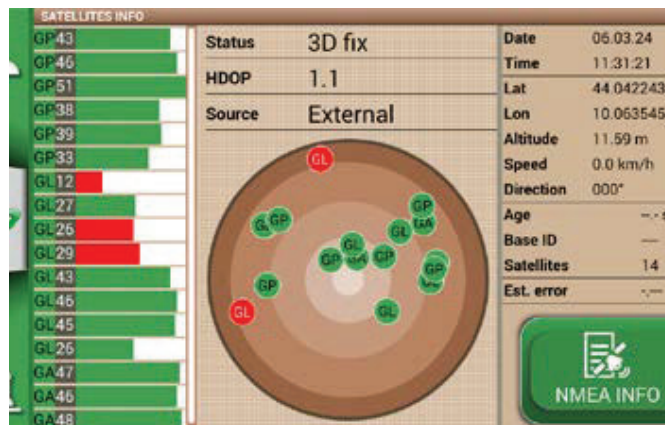 SATELLITES INFO
GP43
GP46
GP51
GP38
GP39
GP33
GL12
GL27
GL26
GL29
GL43
GL46
GL45
GL26
GA47
GA46
GA48
Status 3D fix
HDOP 1.1
Source External
GL
GP
GP
GL
GA
GL
GP
GP
GP
GP
GL
GL
Date 06.03.24
Time 11:31:21
Lat 44.042243
Lon 10.063545
Altitude 11.59 m
Speed 0.0 km/h
Direction 000°
Age --.- s
Base ID ---
Satellites 14
Est. error -.--
NMEA INFO